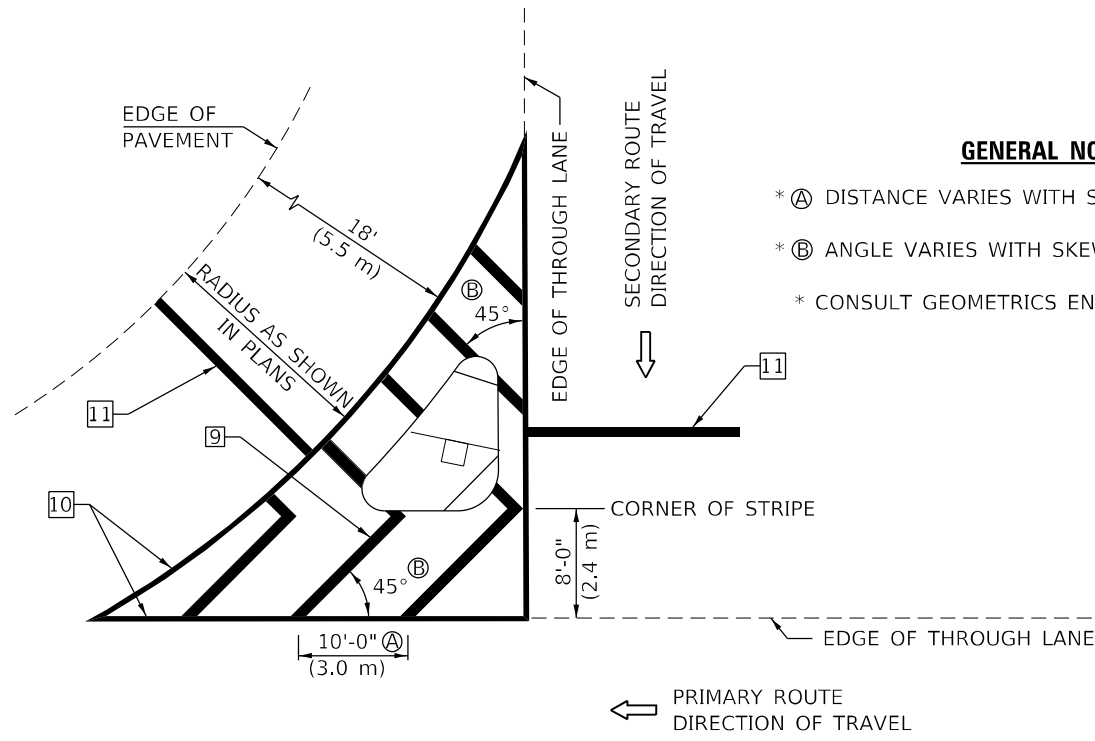 EDGE OF
PAVEMENT
18'
(5.5 m)
RADIUS AS SHOWN
IN PLANS
EDGE OF THROUGH LANE
SECONDARY ROUTE
DIRECTION OF TRAVEL
GENERAL NO
* Ⓐ DISTANCE VARIES WITH S
* Ⓑ ANGLE VARIES WITH SKEW
* CONSULT GEOMETRICS EN
Ⓑ
45°
11
11
9
10
CORNER OF STRIPE
8'-0"
(2.4 m)
45° Ⓑ
10'-0" Ⓐ
(3.0 m)
EDGE OF THROUGH LANE
PRIMARY ROUTE
DIRECTION OF TRAVEL